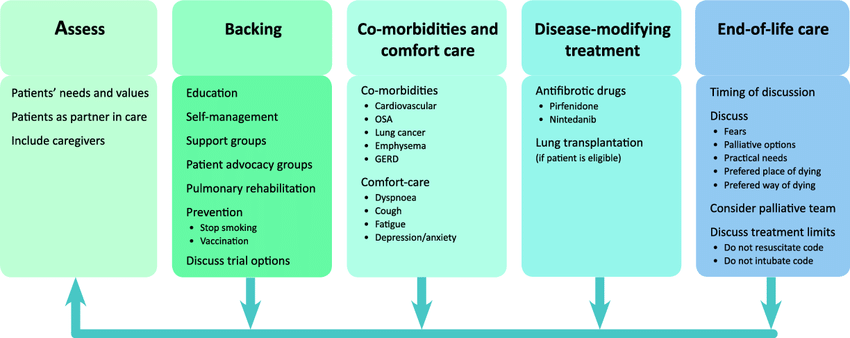 Assess
Patients' needs and values
Patients as partner in care
Include caregivers
Backing
Education
Self-management
Support groups
Patient advocacy groups
Pulmonary rehabilitation
Prevention
• Stop smoking
• Vaccination
Discuss trial options
Co-morbidities and
comfort care
Co-morbidities
• Cardiovascular
• OSA
• Lung cancer
• Emphysema
• GERD
Comfort-care
• Dyspnoea
• Cough
• Fatigue
• Depression/anxiety
Disease-modifying
treatment
Antifibrotic drugs
• Pirfenidone
• Nintedanib
Lung transplantation
(if patient is eligible)
End-of-life care
Timing of discussion
Discuss
• Fears
• Palliative options
• Practical needs
• Prefered place of dying
• Prefered way of dying
Consider palliative team
Discuss treatment limits
• Do not resuscitate code
• Do not intubate code